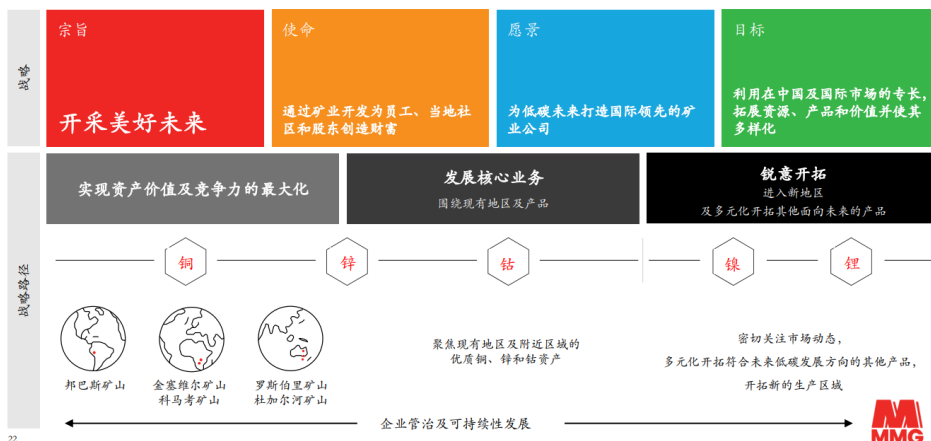 战略
宗旨
开采美好未来
使命
通过矿业开发为员工、当地社
区和股东创造财富
愿景
为低碳未来打造国际领先的矿
业公司
目标
利用在中国及国际市场的专长，
拓展资源、产品和价值并使其
多样化
战略路径
实现资产价值及竞争力的最大化
发展核心业务
围绕现有地区及产品
锐意开拓
进入新地区
及多元化开拓其他面向未来的产品
铜
锌
钴
镍
锂
邦巴斯矿山
金塞维尔矿山
科马考矿山
罗斯伯里矿山
杜加尔河矿山
聚焦现有地区及附近区域的
优质铜、锌和钴资产
密切关注市场动态，
多元化开拓符合未来低碳发展方向的其他产品，
开拓新的生产区域
企业管治及可持续性发展
22
MMG